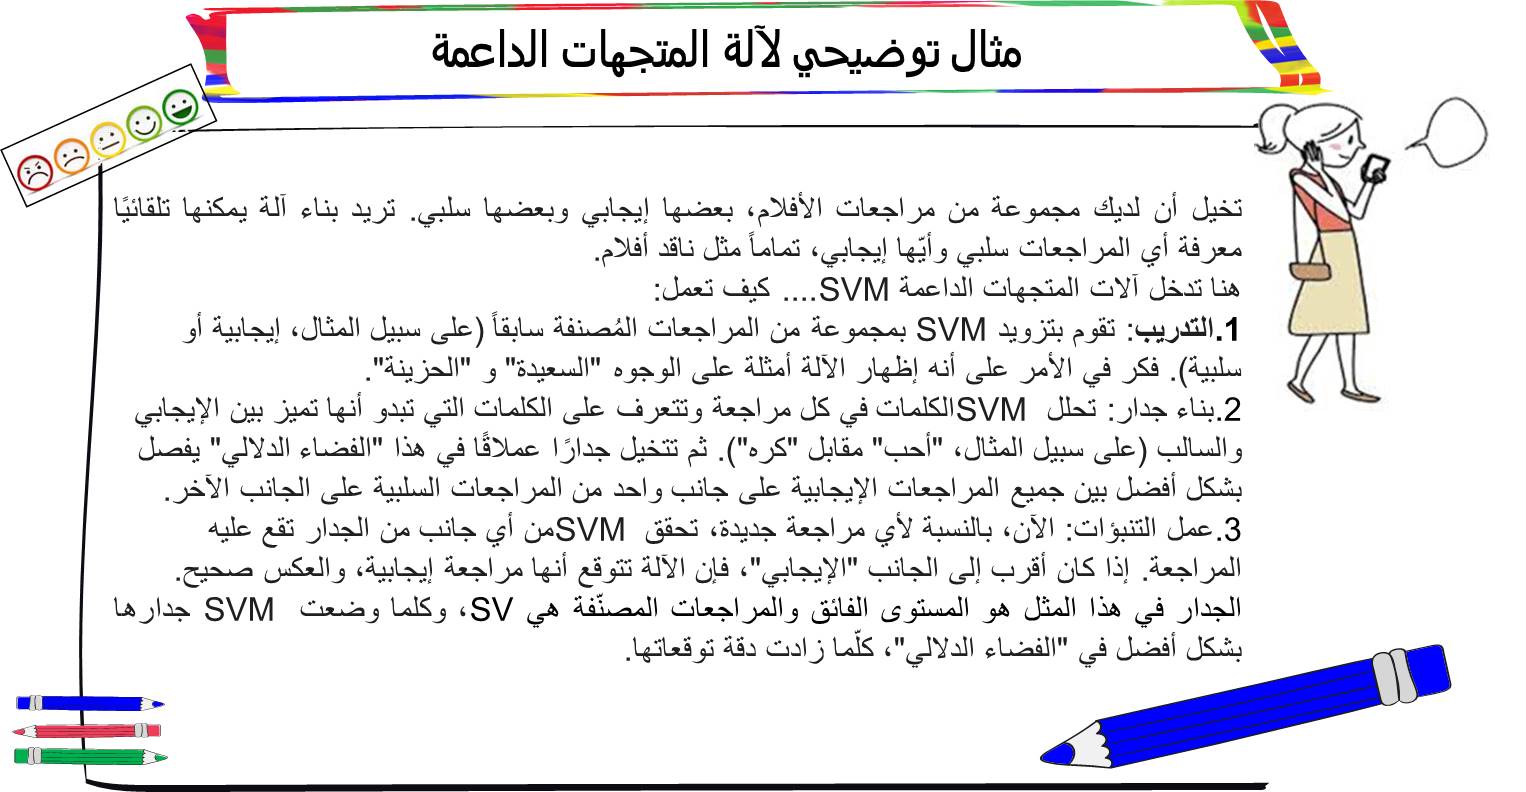 مثال توضيحي لآلة المتجهات الداعمة
تخيل أن لديك مجموعة من مراجعات الأفلام، بعضها إيجابي وبعضها سلبي. تريد بناء آلة يمكنها تلقائيًا
معرفة أي المراجعات سلبي وأيّها إيجابي، تماماً مثل ناقد أفلام.
هنا تدخل آلات المتجهات الداعمة SVM.... كيف تعمل:
1.التدريب: تقوم بتزويد SVM بمجموعة من المراجعات المُصنفة سابقاً (على سبيل المثال، إيجابية أو
سلبية). فكر في الأمر على أنه إظهار الآلة أمثلة على الوجوه "السعيدة" و "الحزينة".
2.بناء جدار: تحلل SVMالكلمات في كل مراجعة وتتعرف على الكلمات التي تبدو أنها تميز بين الإيجابي
والسالب (على سبيل المثال، "أحب" مقابل "كره"). ثم تتخيل جدارًا عملاقًا في هذا "الفضاء الدلالي" يفصل
بشكل أفضل بين جميع المراجعات الإيجابية على جانب واحد من المراجعات السلبية على الجانب الآخر.
3.عمل التنبؤات: الآن، بالنسبة لأي مراجعة جديدة، تحقق SVMمن أي جانب من الجدار تقع عليه
المراجعة. إذا كان أقرب إلى الجانب "الإيجابي"، فإن الآلة تتوقع أنها مراجعة إيجابية، والعكس صحيح.
الجدار في هذا المثل هو المستوى الفائق والمراجعات المصنّفة هي SV، وكلما وضعت SVM جدارها
بشكل أفضل في "الفضاء الدلالي"، كلّما زادت دقة توقعاتها.